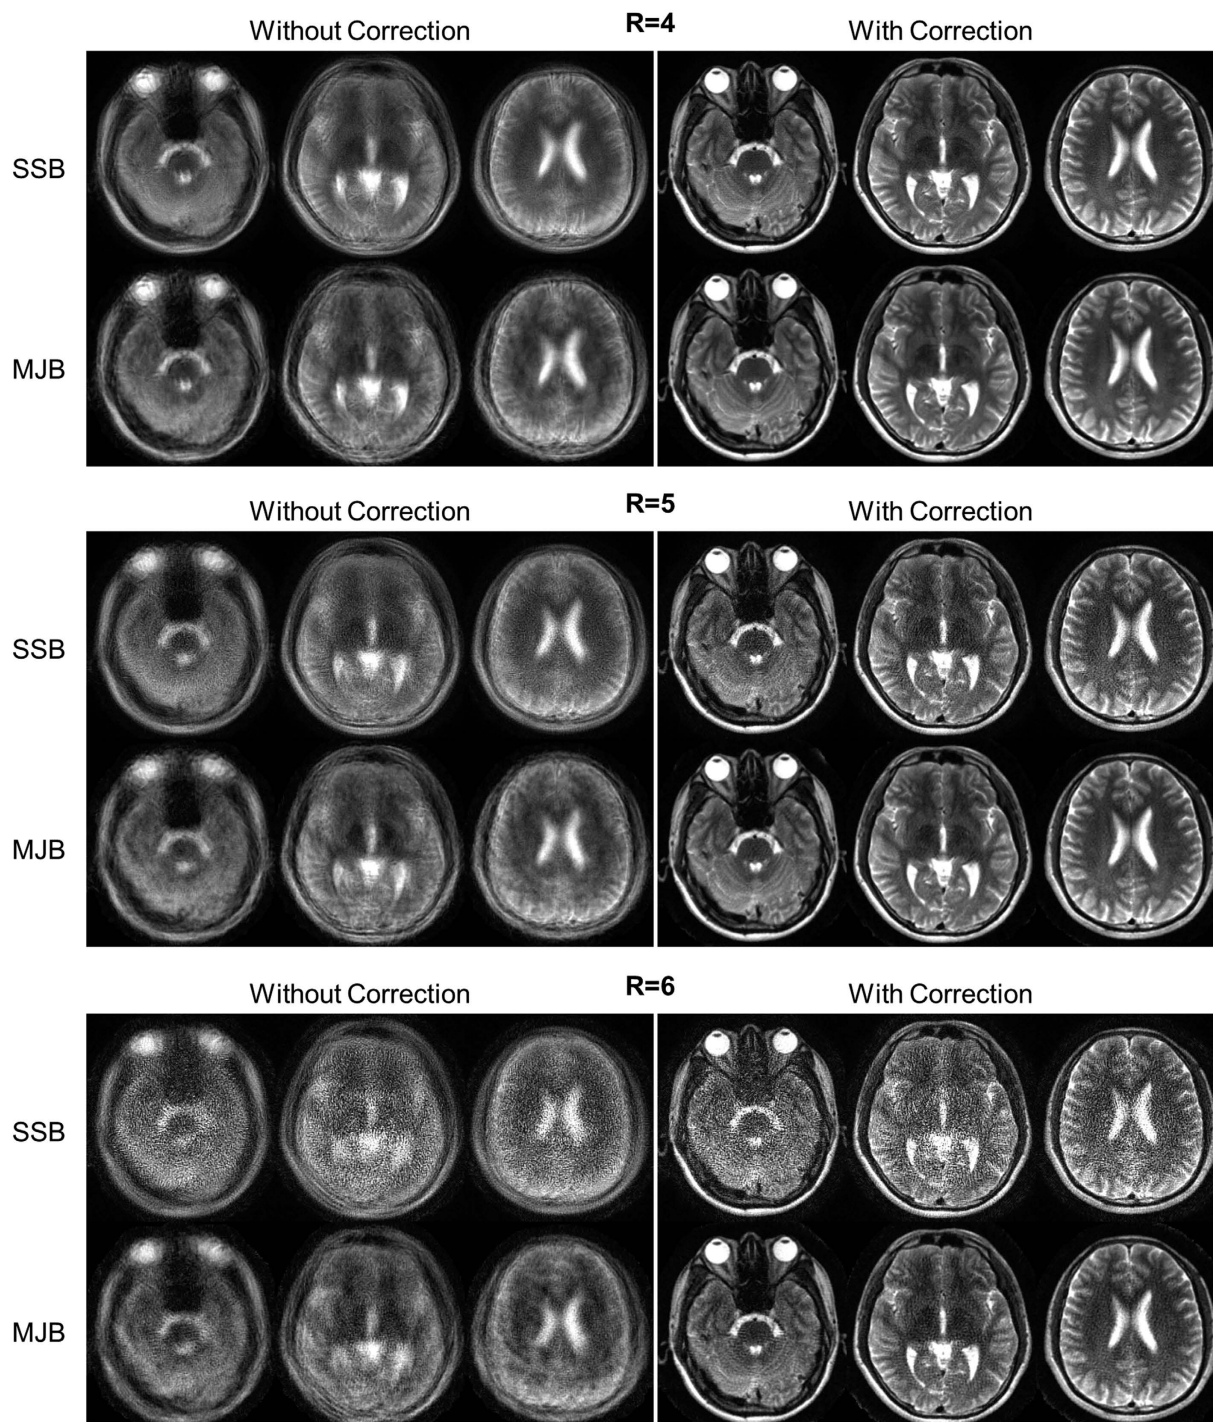 R=4
Without Correction With Correction
SSB
MJB
R=5
Without Correction With Correction
SSB
MJB
R=6
Without Correction With Correction
SSB
MJB